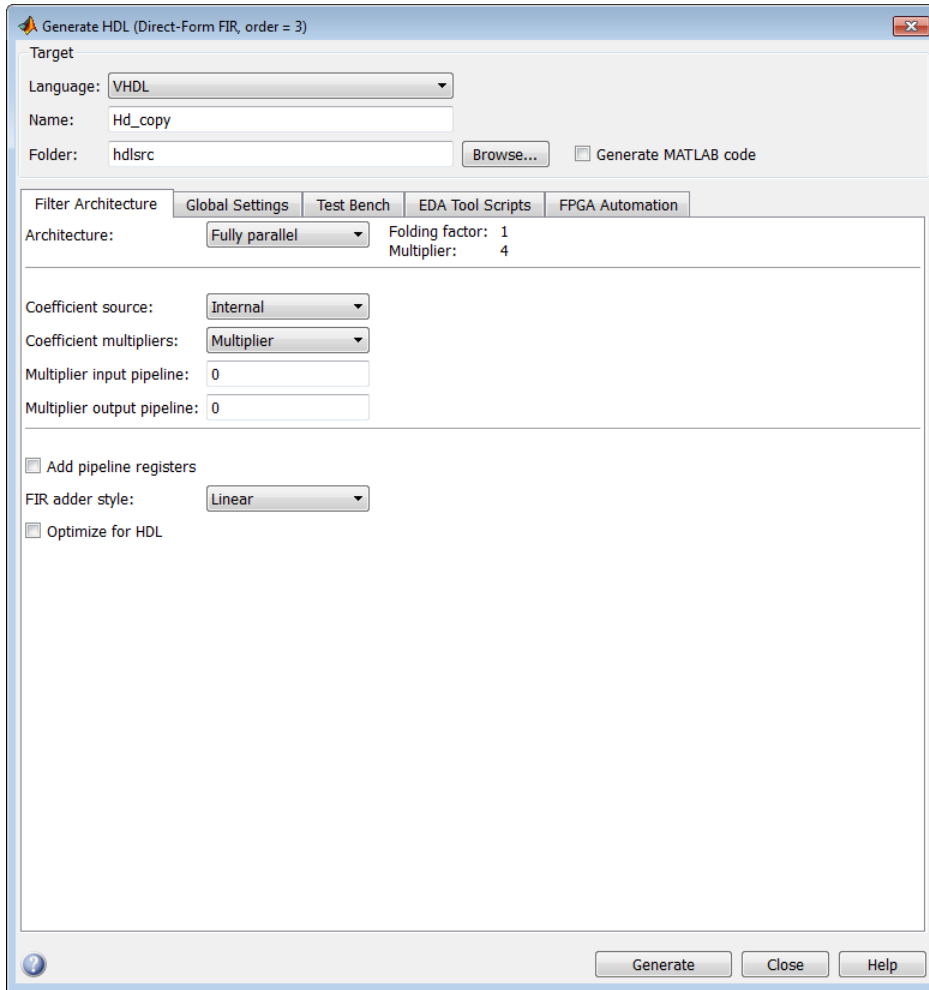 Generate HDL (Direct-Form FIR, order = 3)
Target
Language: VHDL
Name: Hd_copy
Folder: hdlsrc Browse... Generate MATLAB code
Filter Architecture Global Settings Test Bench EDA Tool Scripts FPGA Automation
Architecture: Fully parallel Folding factor: 1
Multiplier: 4
Coefficient source: Internal
Coefficient multipliers: Multiplier
Multiplier input pipeline: 0
Multiplier output pipeline: 0
Add pipeline registers
FIR adder style: Linear
Optimize for HDL
? Generate Close Help